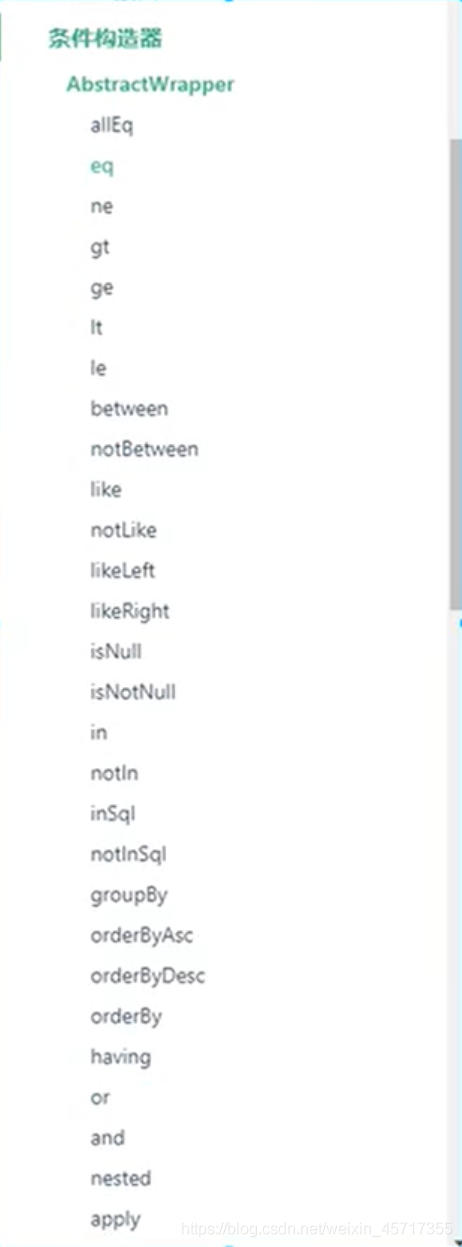 条件构造器
AbstractWrapper
allEq
eq
ne
gt
ge
lt
le
between
notBetween
like
notLike
likeLeft
likeRight
isNull
isNotNull
in
notIn
inSql
notInSql
groupBy
orderByAsc
orderByDesc
orderBy
having
or
and
nested
apply
https://blog.csdn.net/weixin_45717355